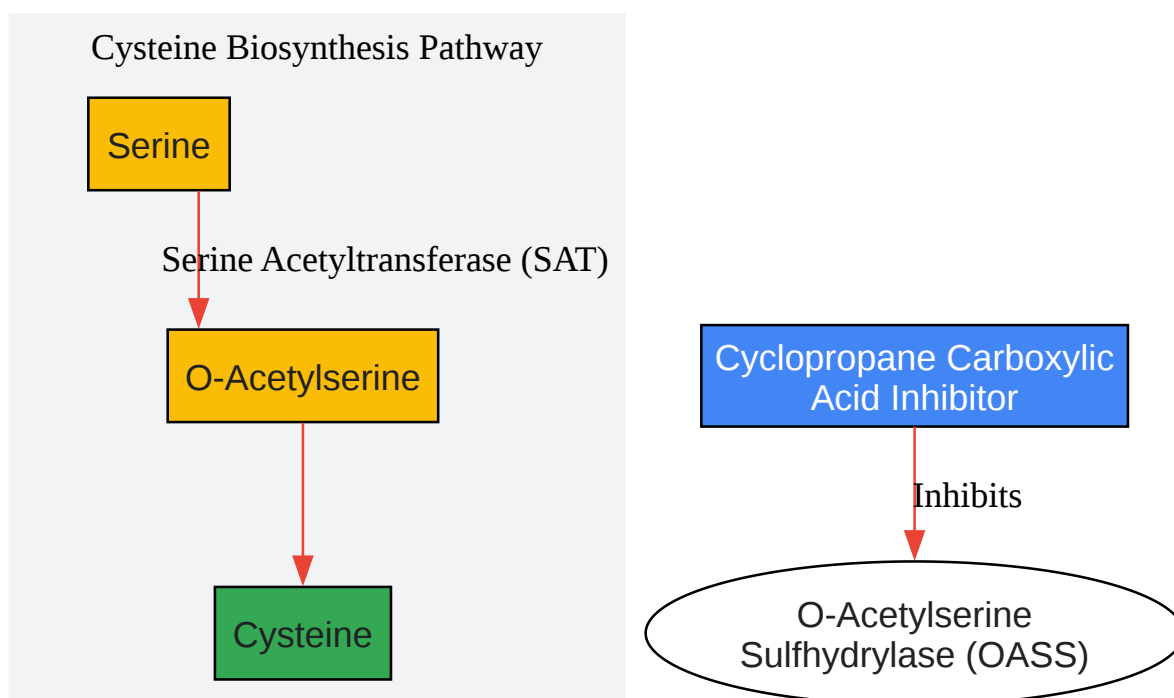 Cysteine Biosynthesis Pathway
Serine
Serine Acetyltransferase (SAT)
O-Acetylserine
Cysteine
Cyclopropane Carboxylic
Acid Inhibitor
Inhibits
O-Acetylserine
Sulfhydrylase (OASS)